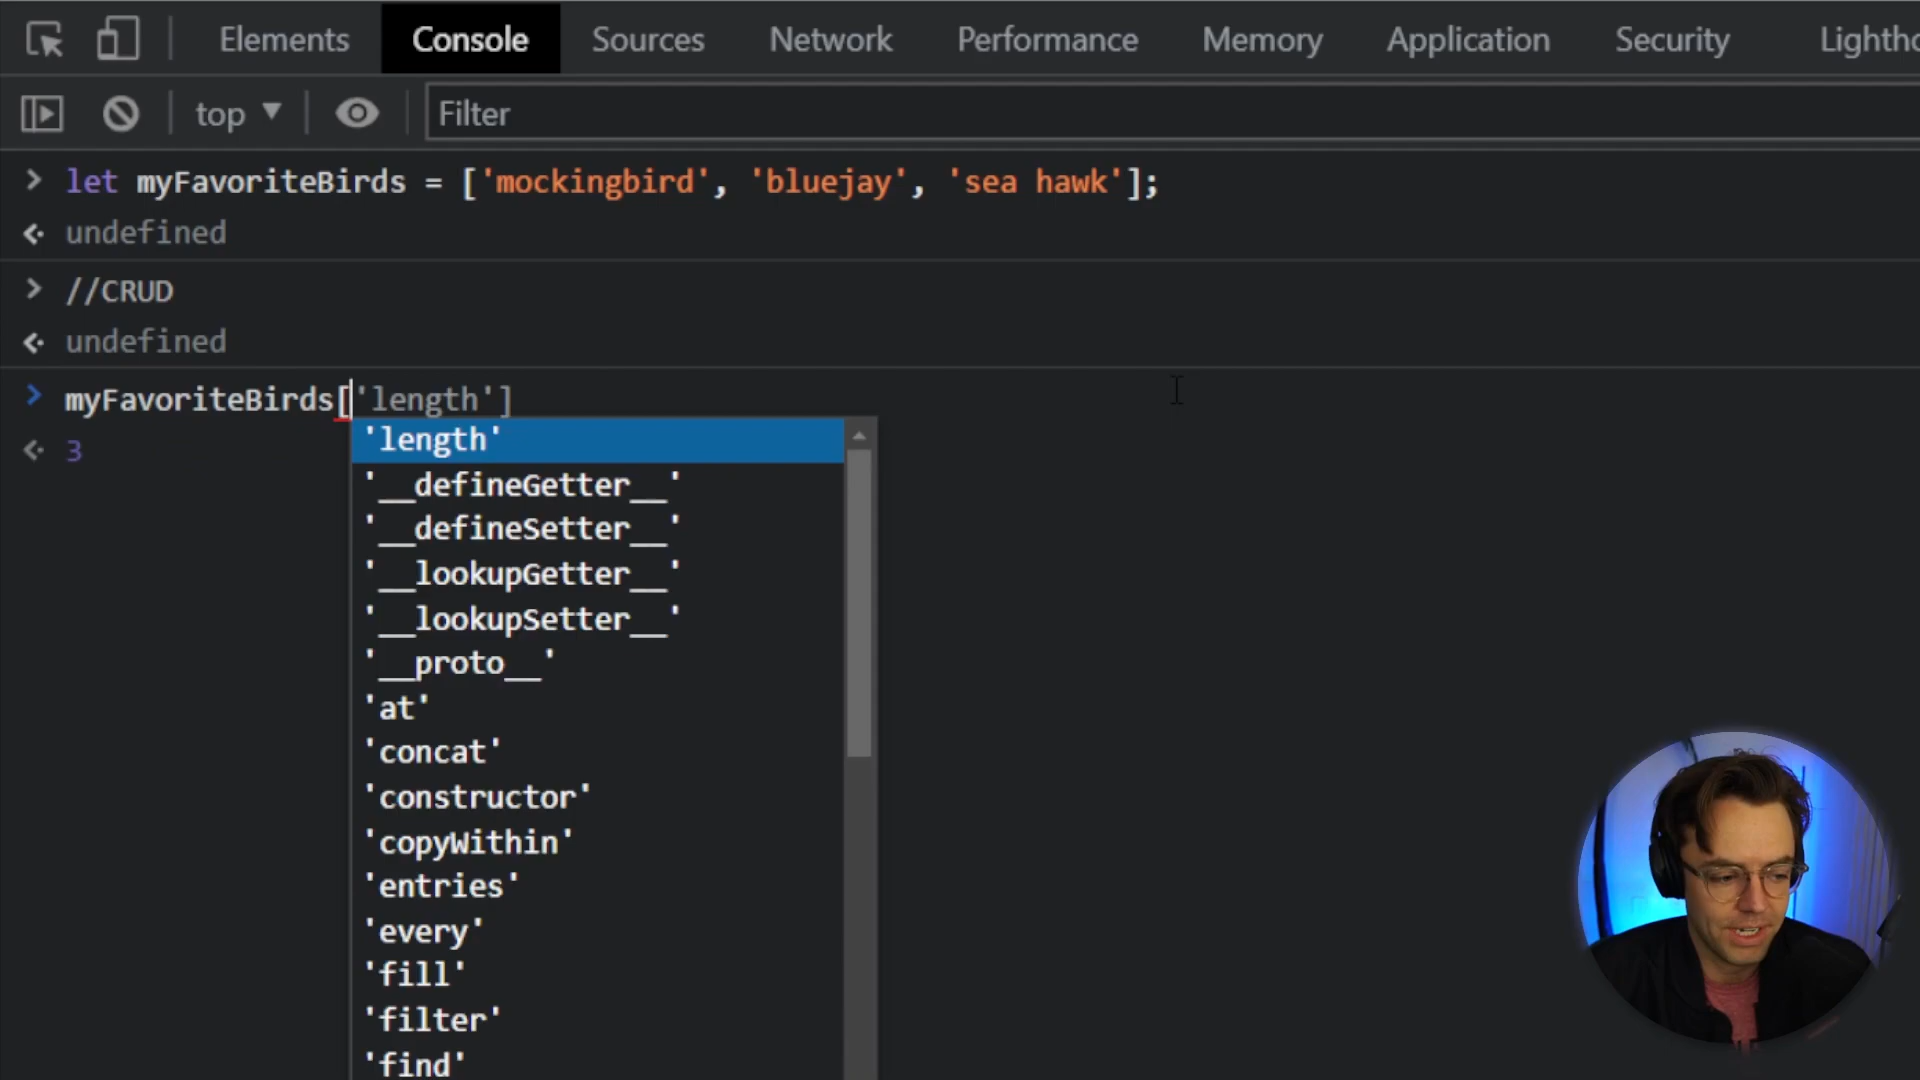 Elements Console Sources Network Performance Memory Application Security Lighthо
top Filter
> let myFavoriteBirds = ['mockingbird', 'bluejay', 'sea hawk'];
undefined
> //CRUD
undefined
> myFavoriteBirds['length']
3
'length'
'__defineGetter__'
'__defineSetter__'
'__lookupGetter__'
'__lookupSetter__'
'__proto__'
'at'
'concat'
'constructor'
'copyWithin'
'entries'
'every'
'fill'
'filter'
'find'